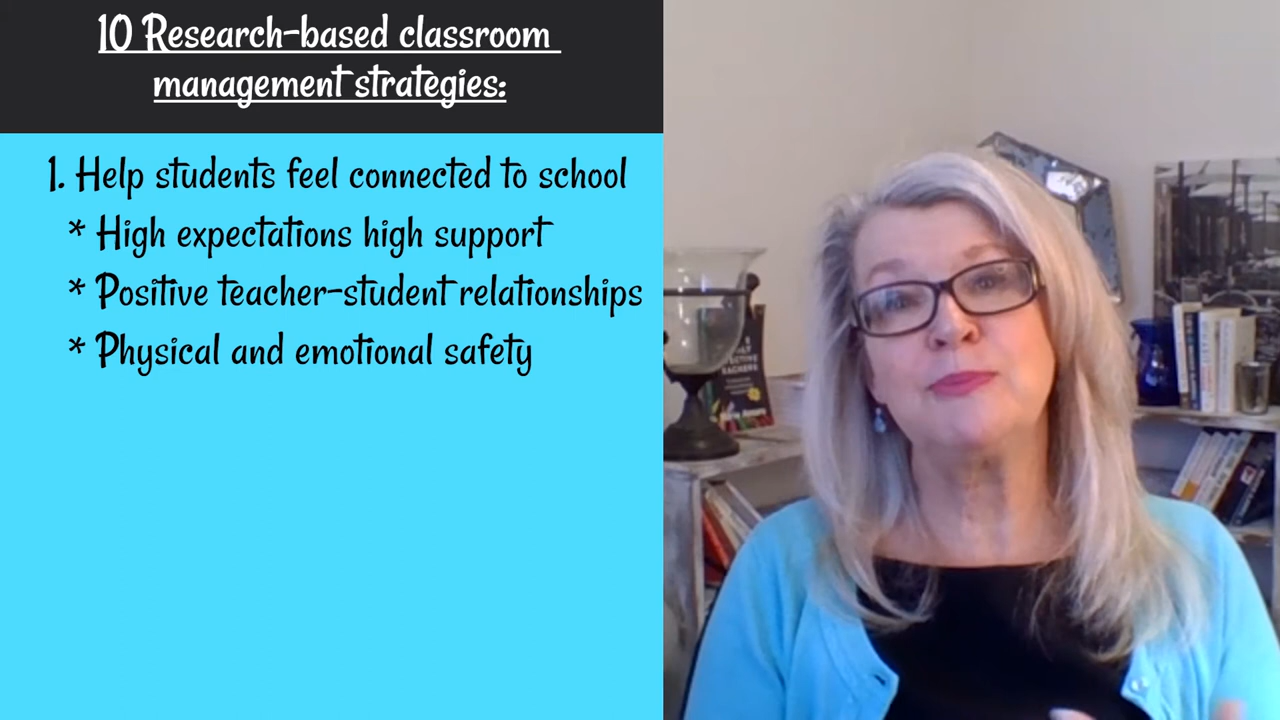 10 Research-based classroom
management strategies:
1. Help students feel connected to school
* High expectations high support
* Positive teacher-student relationships
* Physical and emotional safety